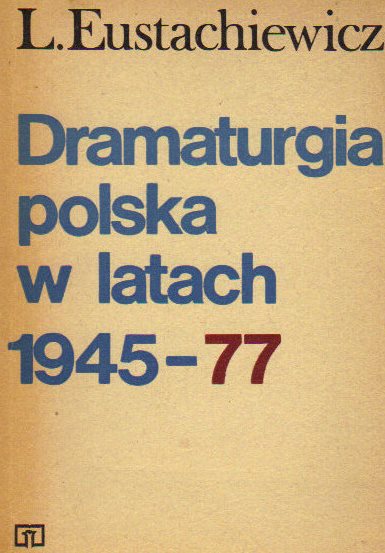 L.Eustachiewicz
Dramaturgia
polska
w latach
1945-77